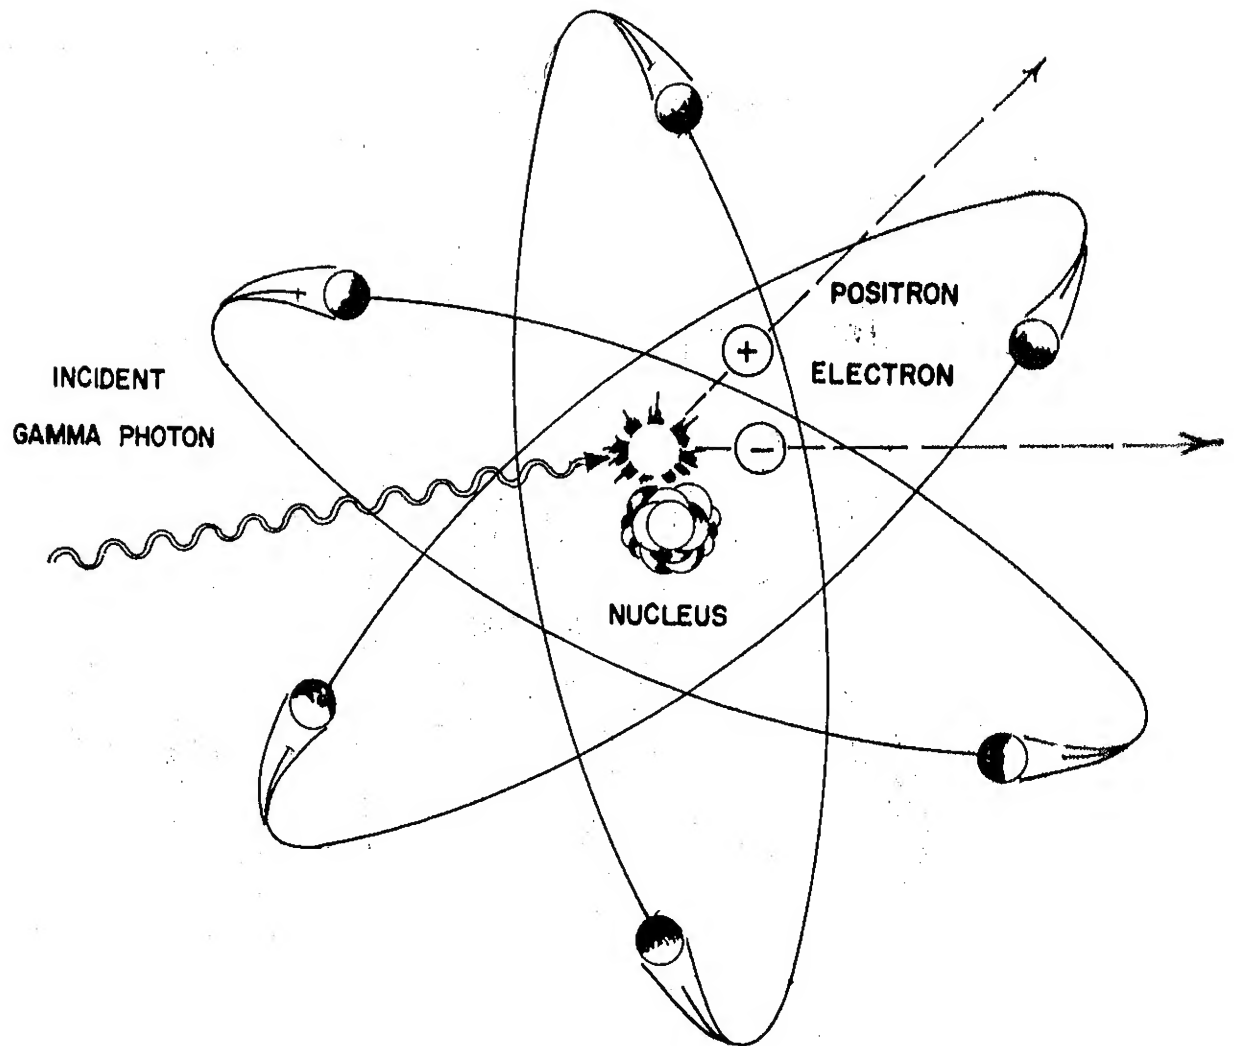 INCIDENT
GAMMA PHOTON
POSITRON
ELECTRON
+
−
NUCLEUS